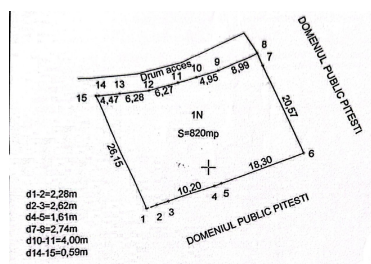 DOMENIUL PUBLIC PITESTI
Drum acces
8
7
9
10
11
12
13
14
15
4,47
6,28
6,27
4,95
8,99
20,57
1N
S=820mp
26,15
6
18,30
10,20
4
5
1
2
3
DOMENIUL PUBLIC PITESTI
d1-2=2,28m
d2-3=2,62m
d4-5=1,61m
d7-8=2,74m
d10-11=4,00m
d14-15=0,59m